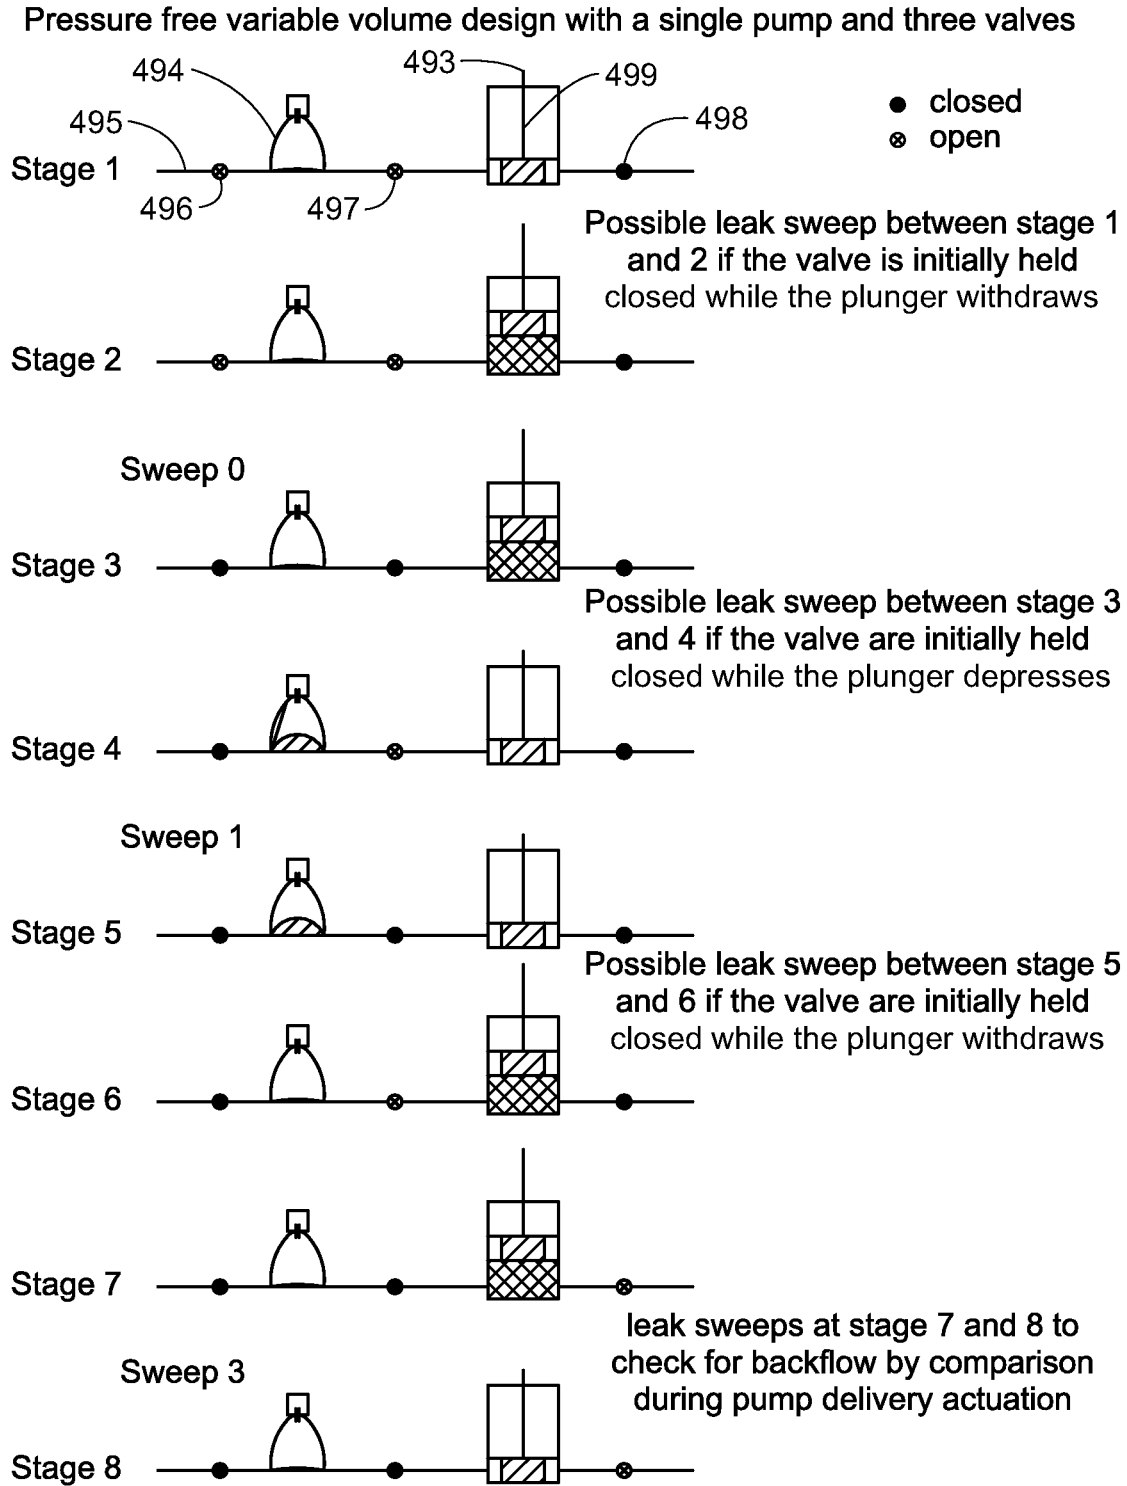 Pressure free variable volume design with a single pump and three valves
494
493
499
495
498
closed
open
Stage 1
496
497
Possible leak sweep between stage 1
and 2 if the valve is initially held
closed while the plunger withdraws
Stage 2
Sweep 0
Stage 3
Possible leak sweep between stage 3
and 4 if the valve are initially held
closed while the plunger depresses
Stage 4
Sweep 1
Stage 5
Possible leak sweep between stage 5
and 6 if the valve are initially held
closed while the plunger withdraws
Stage 6
Stage 7
leak sweeps at stage 7 and 8 to
check for backflow by comparison
during pump delivery actuation
Sweep 3
Stage 8